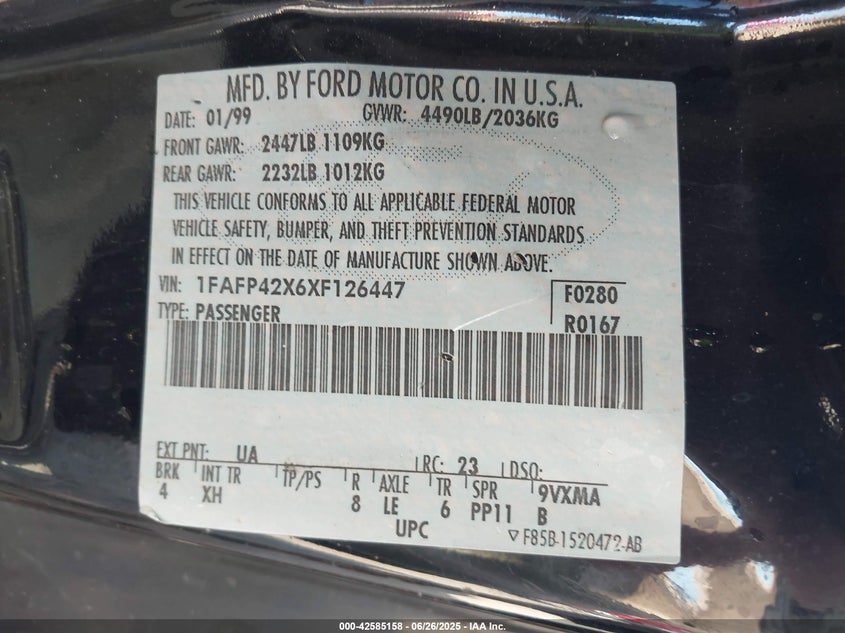 MFD. BY FORD MOTOR CO. IN U.S.A.
DATE: 01/99 GVWR: 4490LB/2036KG
FRONT GAWR: 2447LB 1109KG
REAR GAWR: 2232LB 1012KG
THIS VEHICLE CONFORMS TO ALL APPLICABLE FEDERAL MOTOR
VEHICLE SAFETY, BUMPER, AND THEFT PREVENTION STANDARDS
IN EFFECT ON THE DATE OF MANUFACTURE SHOWN ABOVE.
VIN: 1FAFP42X6XF126447 F0280
TYPE: PASSENGER R0167
EXT PNT: UA RC: 23 DSO:
BRK INT TR TP/PS R AXLE TR SPR 9VXMA
4 XH 8 LE 6 PP11 B
UPC ▽F85B-1520472-AB
000-42585158 - 06/26/2025 - IAA Inc.